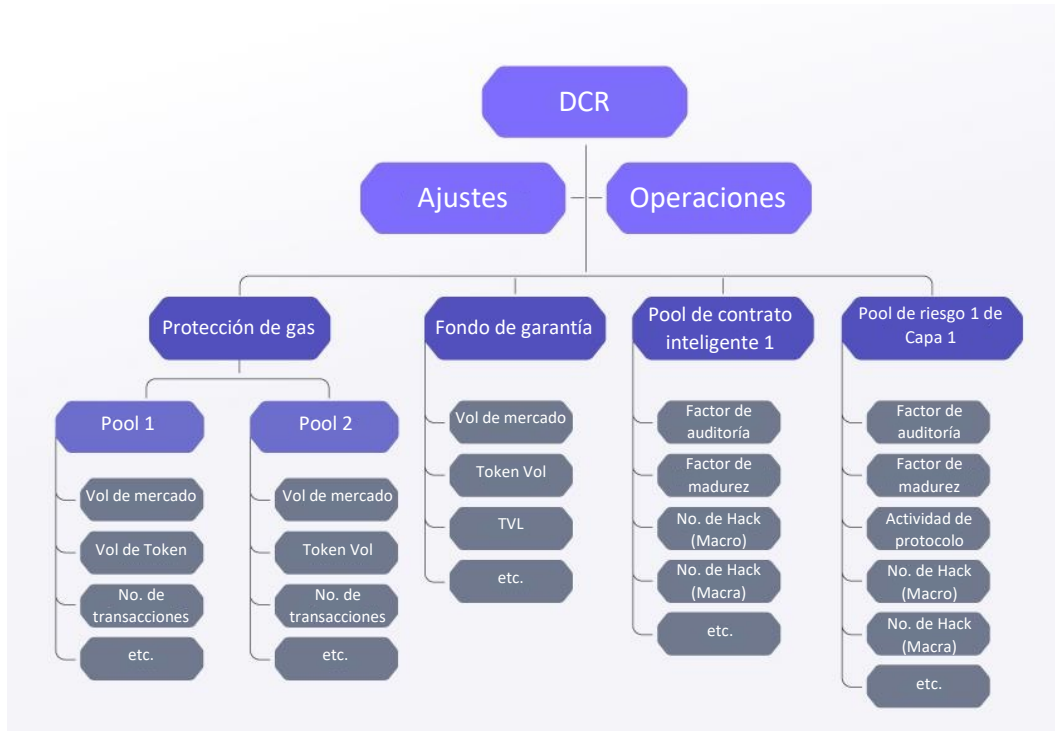 DCR
Ajustes
Operaciones
Protección de gas
Fondo de garantía
Pool de contrato
inteligente 1
Pool de riesgo 1 de
Capa 1
Pool 1
Vol de mercado
Vol de Token
No. de
transacciones
etc.
Pool 2
Vol de mercado
Token Vol
No. de
transacciones
etc.
Vol de mercado
Token Vol
TVL
etc.
Factor de
auditoría
Factor de
madurez
No. de Hack
(Macro)
No. de Hack
(Macra)
etc.
Factor de
auditoría
Factor de
madurez
Actividad de
protocolo
No. de Hack
(Macro)
No. de Hack
(Macra)
etc.